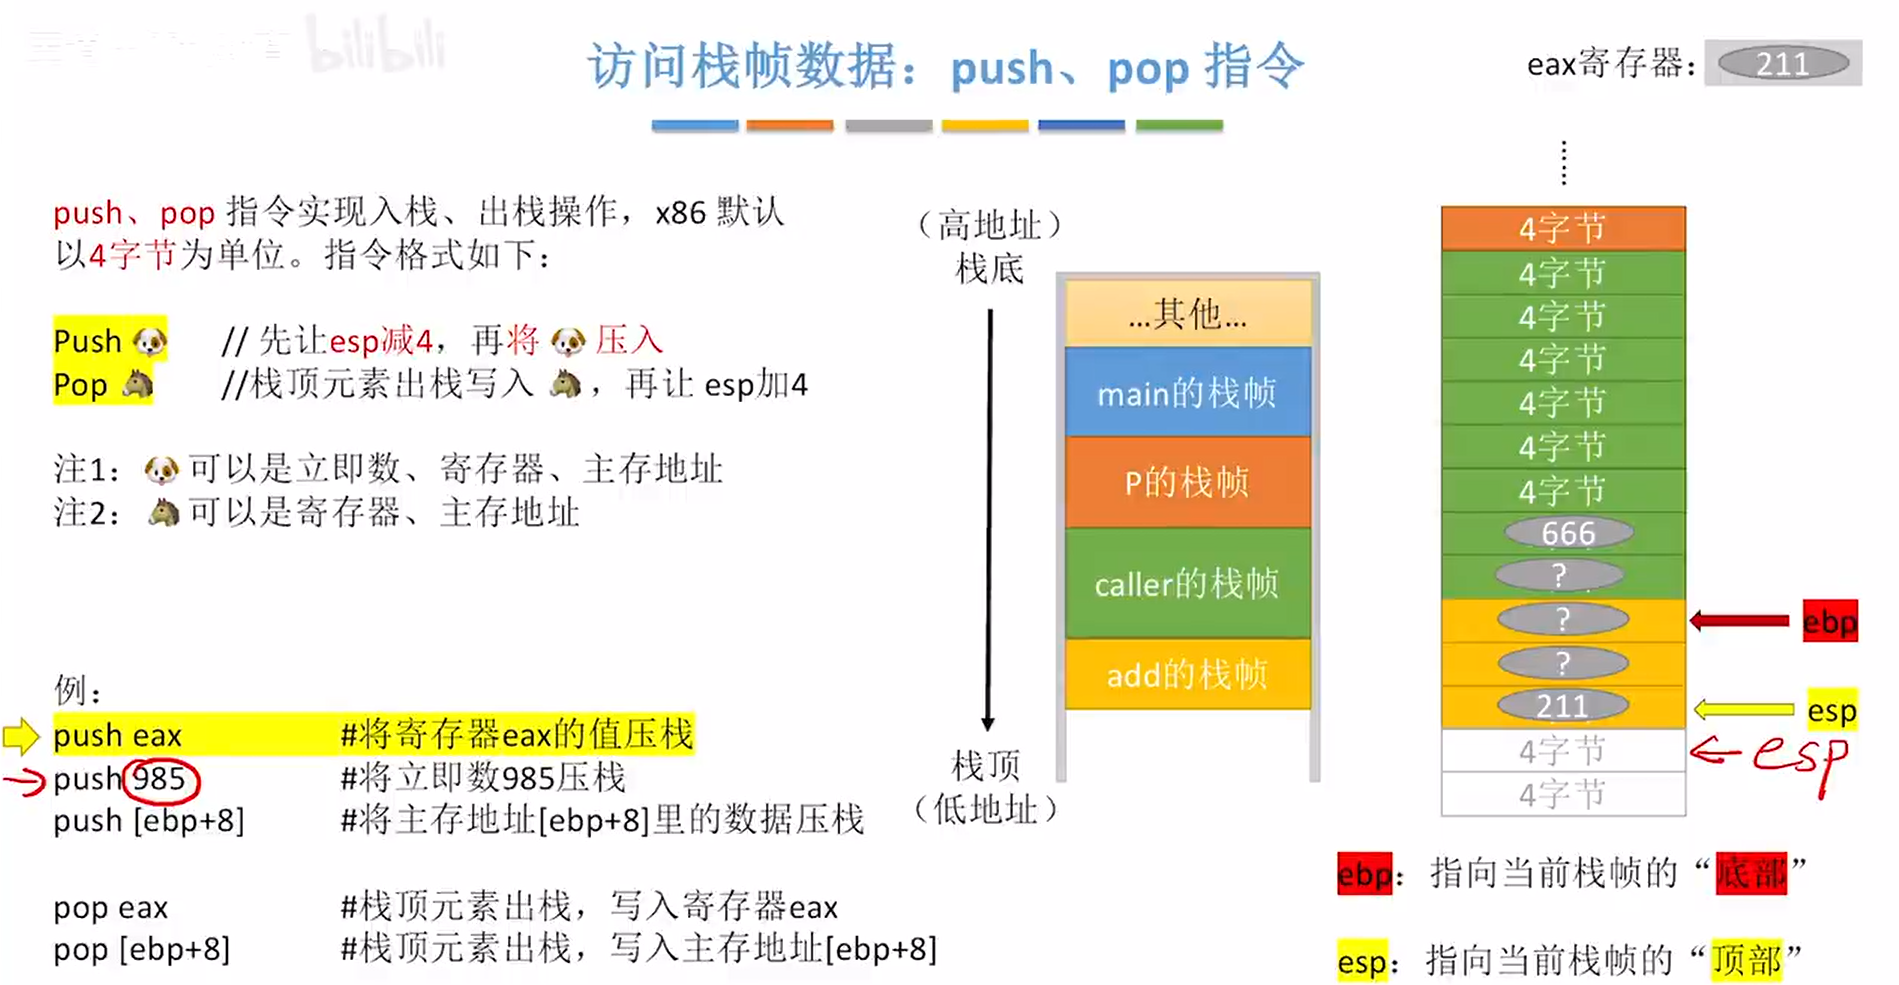 bilibili
访问栈帧数据：push、pop 指令
eax寄存器：211
push、pop 指令实现入栈、出栈操作，x86 默认
以4字节为单位。指令格式如下：
Push 🐶 // 先让esp减4，再将 🐶 压入
Pop 🐴 //栈顶元素出栈写入 🐴，再让 esp加4
注1：🐶 可以是立即数、寄存器、主存地址
注2：🐴 可以是寄存器、主存地址
例：
push eax #将寄存器eax的值压栈
push 985 #将立即数985压栈
push [ebp+8] #将主存地址[ebp+8]里的数据压栈
pop eax #栈顶元素出栈，写入寄存器eax
pop [ebp+8] #栈顶元素出栈，写入主存地址[ebp+8]
（高地址）
栈底
...其他...
main的栈帧
P的栈帧
caller的栈帧
add的栈帧
栈顶
（低地址）
4字节
4字节
4字节
4字节
4字节
4字节
4字节
666
?
? ebp
?
211 esp
4字节 esp
4字节
ebp：指向当前栈帧的“底部”
esp：指向当前栈帧的“顶部”